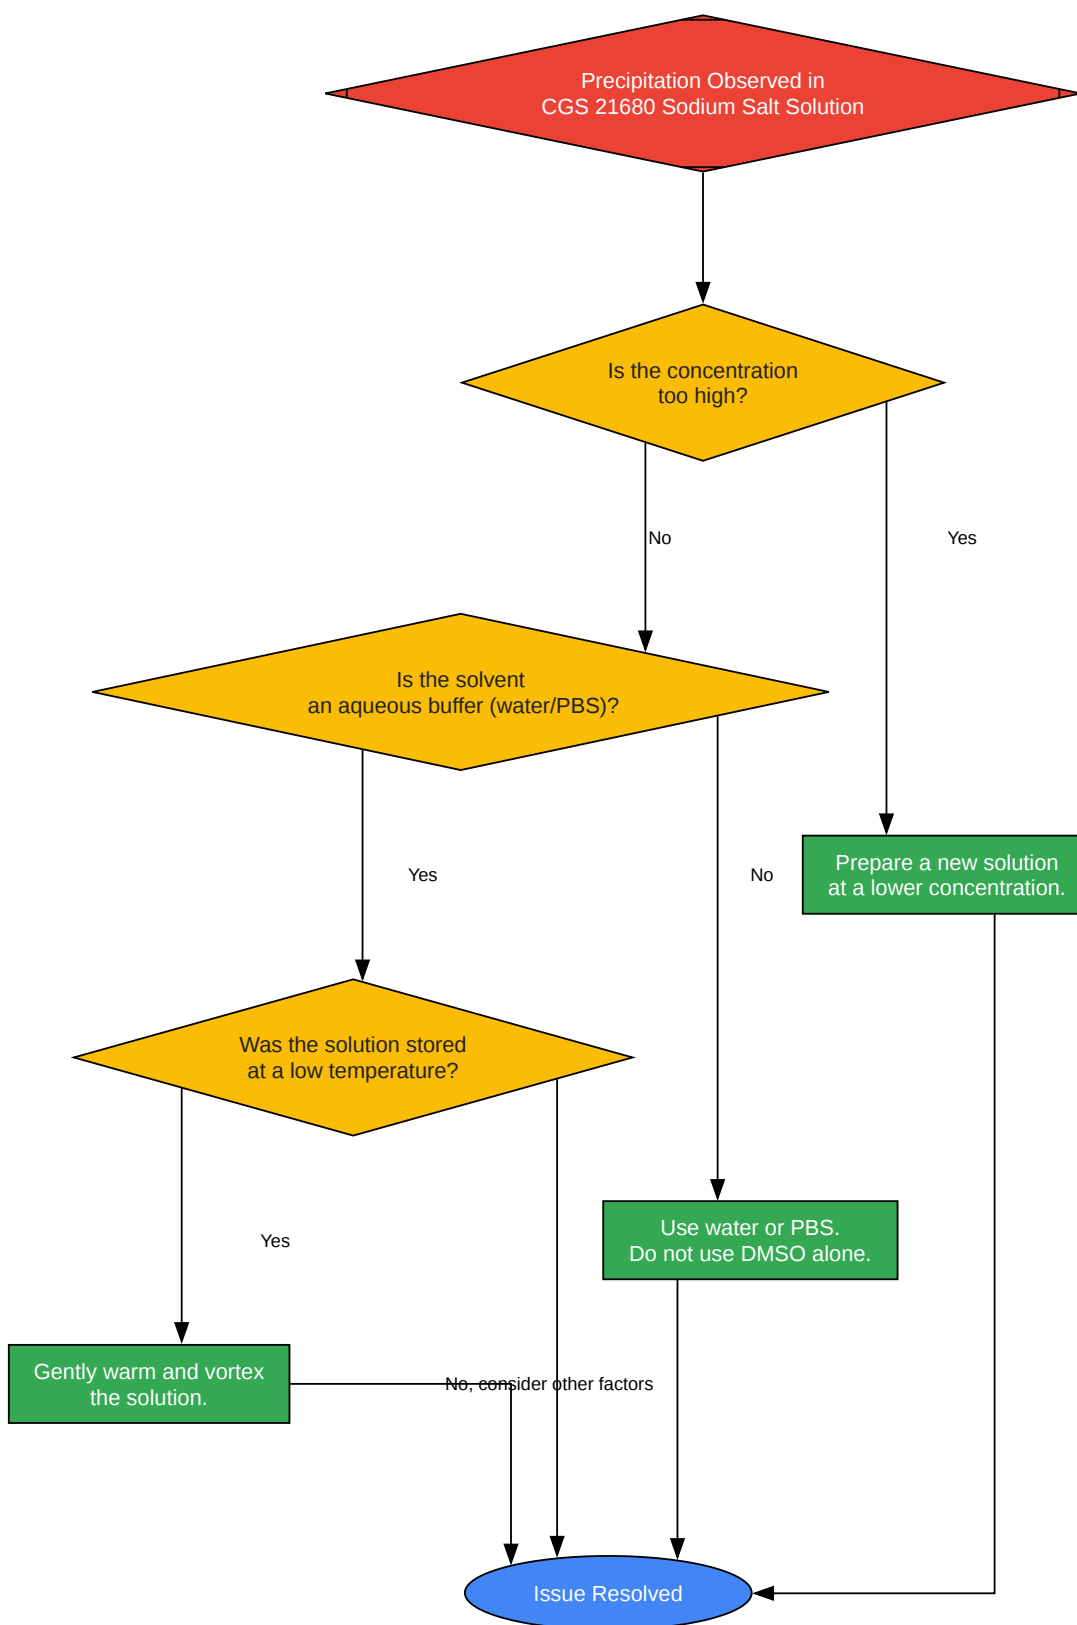 Precipitation Observed in
CGS 21680 Sodium Salt Solution
Is the concentration
too high?
No
Yes
Is the solvent
an aqueous buffer (water/PBS)?
Prepare a new solution
at a lower concentration.
Yes
No
Was the solution stored
at a low temperature?
Use water or PBS.
Do not use DMSO alone.
Yes
Gently warm and vortex
the solution.
No, consider other factors
Issue Resolved